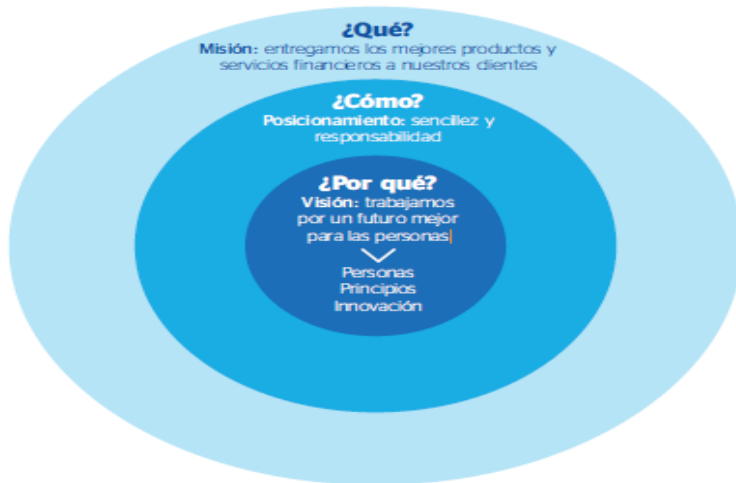 ¿Qué?
Misión: entregamos los mejores productos y
servicios financieros a nuestros clientes
¿Cómo?
Posicionamiento: sencillez y
responsabilidad
¿Por qué?
Visión: trabajamos
por un futuro mejor
para las personas
Personas
Principios
Innovación